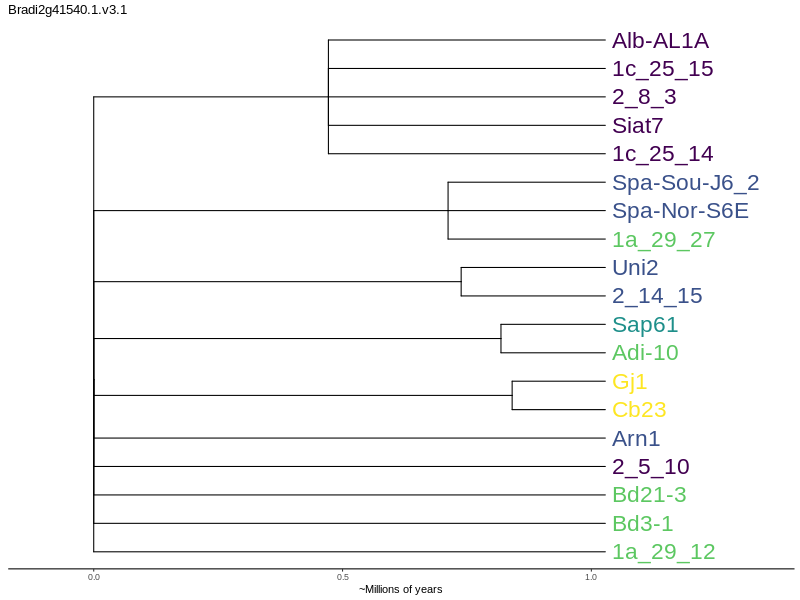 Bradi2g41540.1.v3.1
Alb-AL1A
1c_25_15
2_8_3
Siat7
1c_25_14
Spa-Sou-J6_2
Spa-Nor-S6E
1a_29_27
Uni2
2_14_15
Sap61
Adi-10
Gj1
Cb23
Arn1
2_5_10
Bd21-3
Bd3-1
1a_29_12
0.0 0.5 1.0
~Millions of years